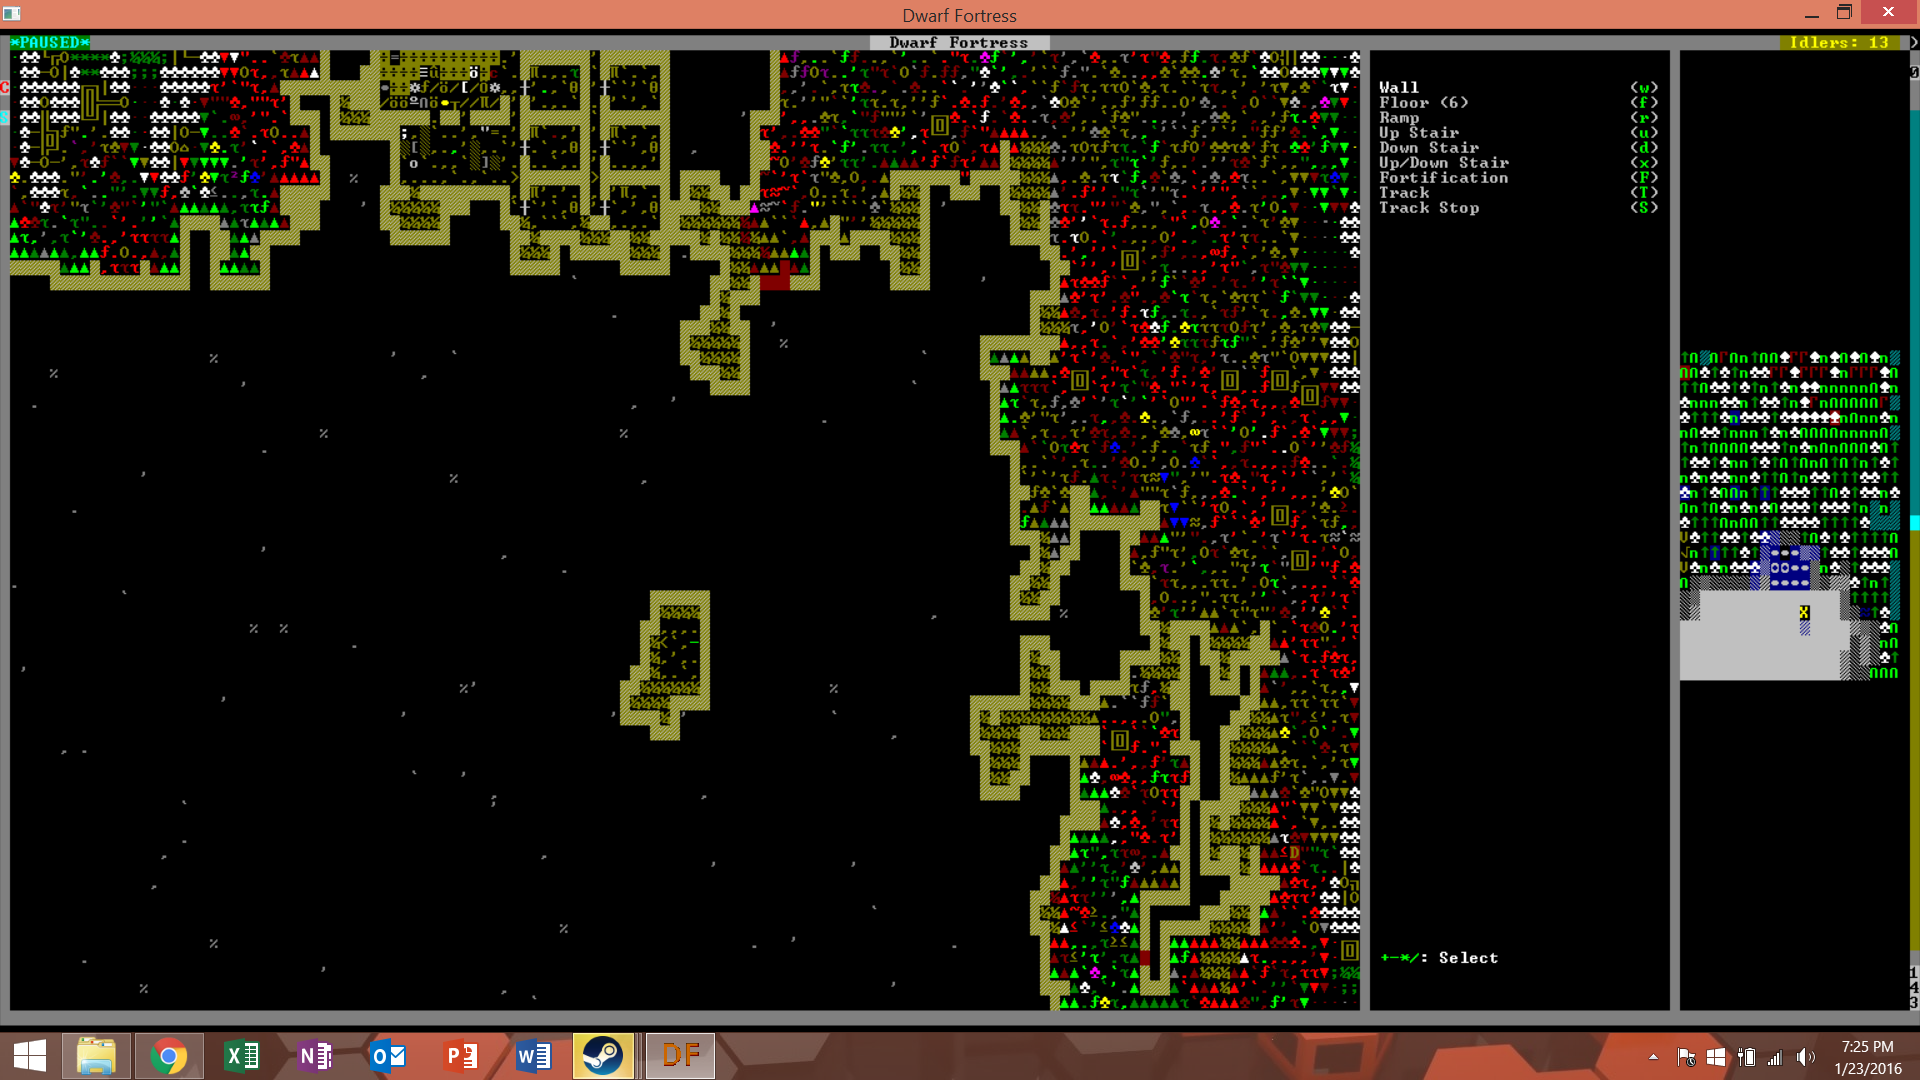 Dwarf Fortress
*PAUSED*
Dwarf Fortress
Idlers: 13
Wall (w)
Floor (6) (f)
Ramp (r)
Up Stair (u)
Down Stair (d)
Up/Down Stair (x)
Fortification (F)
Track (T)
Track Stop (S)
+-*/: Select
DF
7:25 PM
1/23/2016